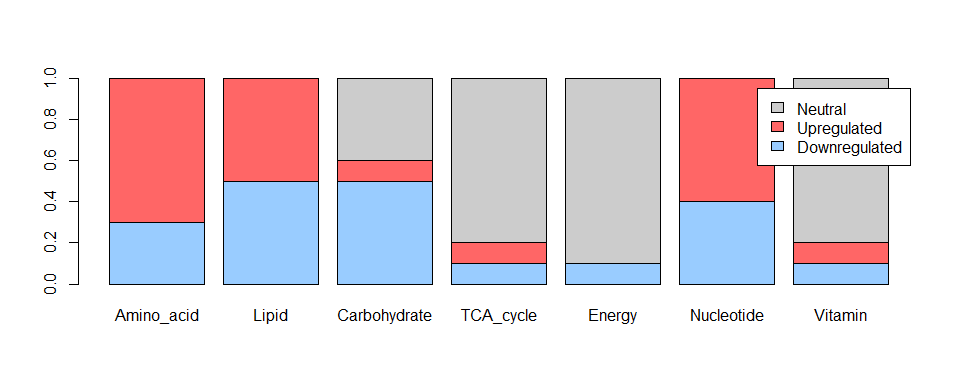 1.0
0.8
0.6
0.4
0.2
0.0
Neutral
Upregulated
Downregulated
Amino_acid Lipid Carbohydrate TCA_cycle Energy Nucleotide Vitamin